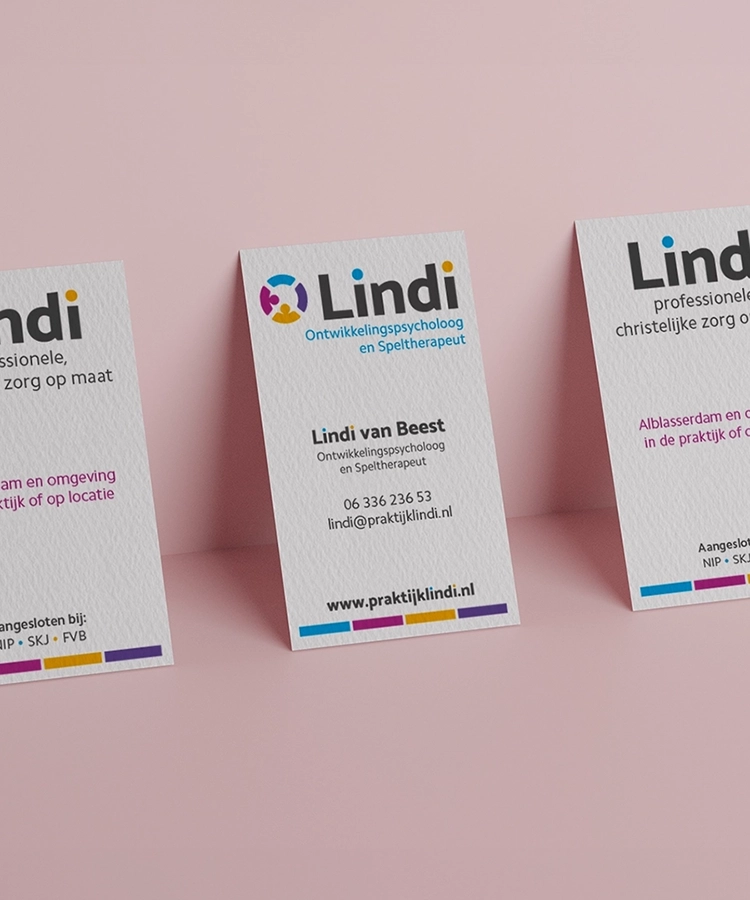 ndi
ssionele,
zorg op maat
am en omgeving
ktijk of op locatie
angesloten bij:
NIP • SKJ • FVB
Lindi
Ontwikkelingspsycholoog
en Speltherapeut
Lindi van Beest
Ontwikkelingspsycholoog
en Speltherapeut
06 336 236 53
lindi@praktijklindi.nl
www.praktijklindi.nl
Lind
professionele
christelijke zorg o
Alblasserdam en o
in de praktijk of o
Aangeslot
NIP • SKJ